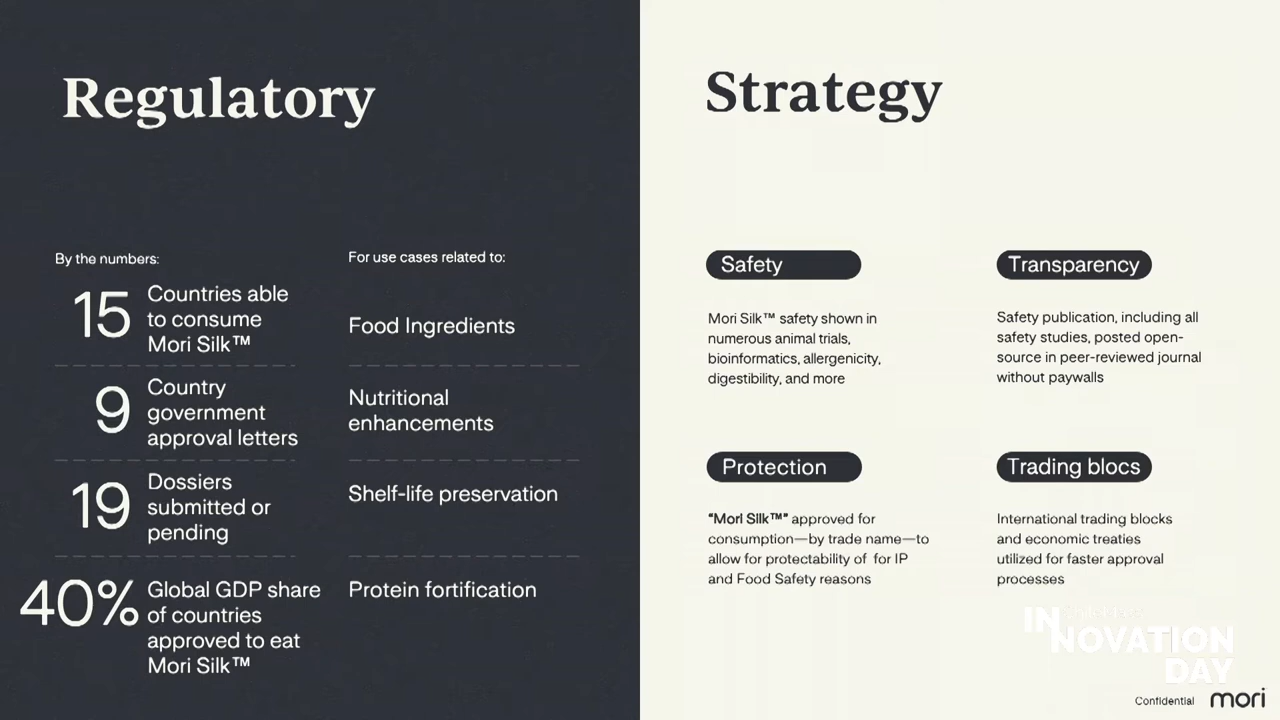 Regulatory
By the numbers:
15
Countries able
to consume
Mori Silk™
9
Country
government
approval letters
19
Dossiers
submitted or
pending
40%
Global GDP share
of countries
approved to eat
Mori Silk™
For use cases related to:
Food Ingredients
Nutritional
enhancements
Shelf-life preservation
Protein fortification
Strategy
Safety
Mori Silk™ safety shown in
numerous animal trials,
bioinformatics, allergenicity,
digestibility, and more
Transparency
Safety publication, including all
safety studies, posted open-
source in peer-reviewed journal
without paywalls
Protection
“Mori Silk™” approved for
consumption—by trade name—to
allow for protectability of for IP
and Food Safety reasons
Trading blocs
International trading blocks
and economic treaties
utilized for faster approval
processes
INNOVATION
DAY
Confidential mori